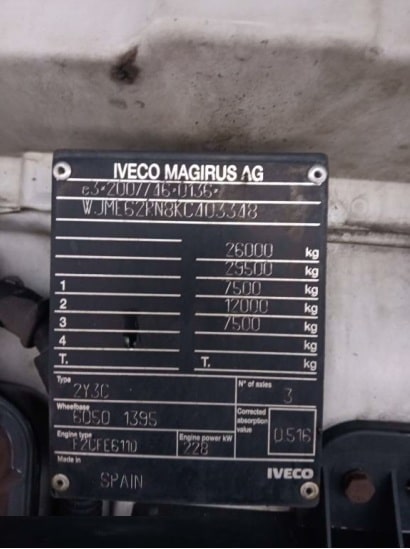 IVECO MAGIRUS AG
e3*2007/46*0136*
WJME62RN8KC403348
26000 kg
29500 kg
1 7500 kg
2 12000 kg
3 7500 kg
4 kg
T. T. kg
Type 2Y3C N° of axles 3
Wheelbase 6050 1395 Corrected absorption value 0.516
Engine type F2CFE611D Engine power kW 228
Made in SPAIN IVECO